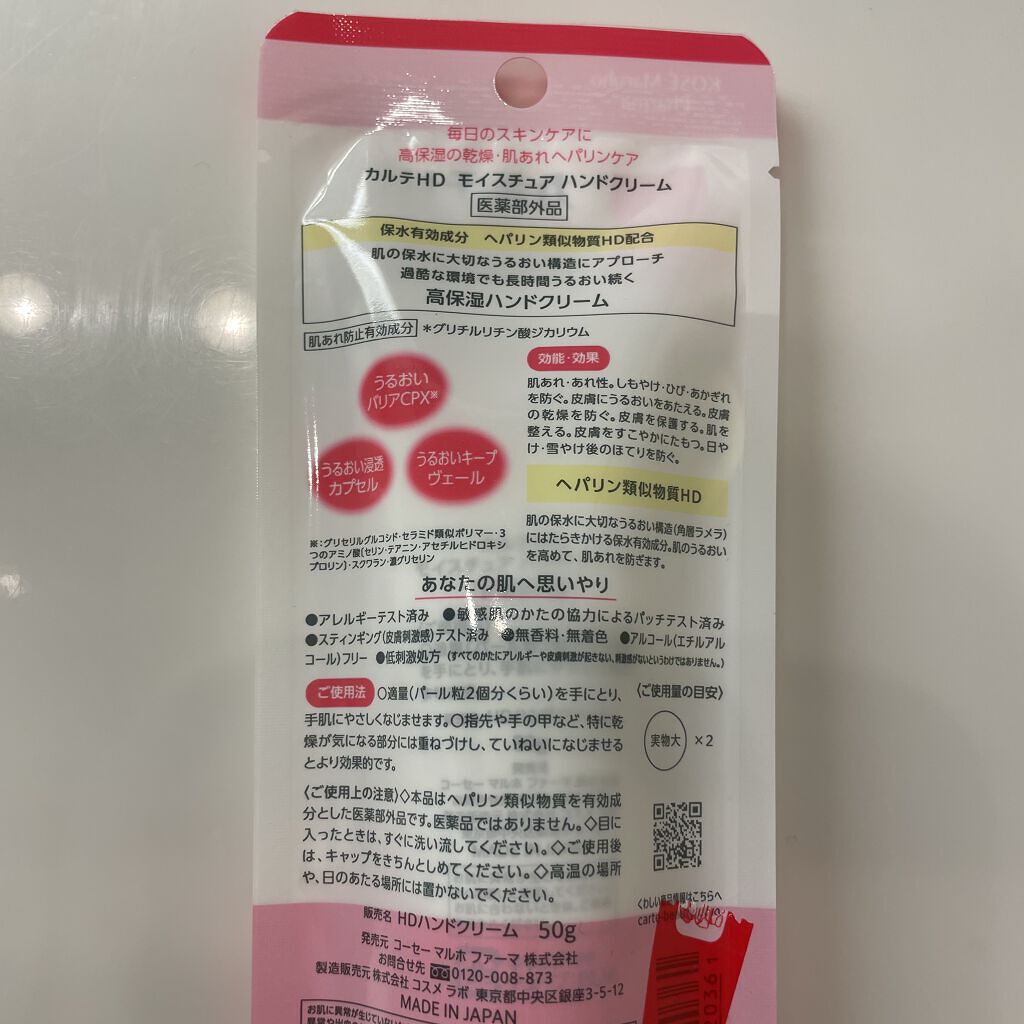 KOSÉ Maruho
毎日のスキンケアに
高保湿の乾燥・肌あれヘパリンケア
カルテHD モイスチュア ハンドクリーム
医薬部外品
保水有効成分 ヘパリン類似物質HD配合
肌の保水に大切なうるおい構造にアプローチ
過酷な環境でも長時間うるおい続く
高保湿ハンドクリーム
肌あれ防止有効成分 *グリチルリチン酸ジカリウム
うるおい
バリアCPX※
うるおい浸透
カプセル
うるおいキープ
ヴェール
効能・効果
肌あれ・あれ性。しもやけ・ひび・あかぎれ
を防ぐ。皮膚にうるおいをあたえる。皮膚
の乾燥を防ぐ。皮膚を保護する。肌を
整える。皮膚をすこやかにたもつ。日や
け・雪やけ後のほてりを防ぐ。
ヘパリン類似物質HD
肌の保水に大切なうるおい構造(角層ラメラ)
にはたらきかける保水有効成分。肌のうるおい
を高めて、肌あれを防ぎます。
※:グリセリルグルコシド・セラミド類似ポリマー・3
つのアミノ酸(セリン・テアニン・アセチルヒドロキシ
プロリン)・スクワラン・濃グリセリン
あなたの肌へ思いやり
●アレルギーテスト済み ●敏感肌のかたの協力によるパッチテスト済み
●スティンギング(皮膚刺激感)テスト済み ●無香料・無着色 ●アルコール(エチルアル
コール)フリー ●低刺激処方 (すべてのかたにアレルギーや皮膚刺激が起きない、刺激感がないというわけではありません。)
ご使用法 〇適量(パール粒2個分くらい)を手にとり、
手肌にやさしくなじませます。〇指先や手の甲など、特に乾
燥が気になる部分には重ねづけし、ていねいになじませる
とより効果的です。
〈ご使用量の目安〉
実物大 ×2
〈ご使用上の注意〉◇本品はヘパリン類似物質を有効成
分とした医薬部外品です。医薬品ではありません。◇目に
入ったときは、すぐに洗い流してください。◇ご使用後
は、キャップをきちんとしめてください。◇高温の場所
や、日のあたる場所には置かないでください。
くわしい商品情報はこちらへ
販売名 HDハンドクリーム 50g
発売元 コーセー マルホ ファーマ 株式会社
お問合せ先 0120-008-873
製造販売元 株式会社 コスメ ラボ 東京都中央区銀座3-5-12
MADE IN JAPAN
20361